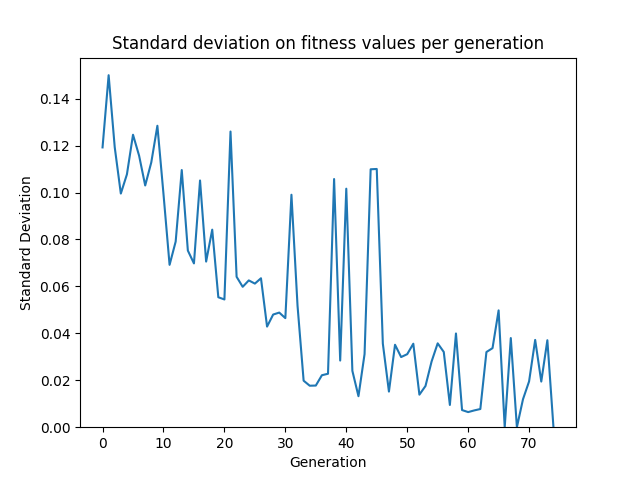 Standard deviation on fitness values per generation
0.14
0.12
0.10
0.08
0.06
0.04
0.02
0.00
Standard Deviation
0 10 20 30 40 50 60 70
Generation